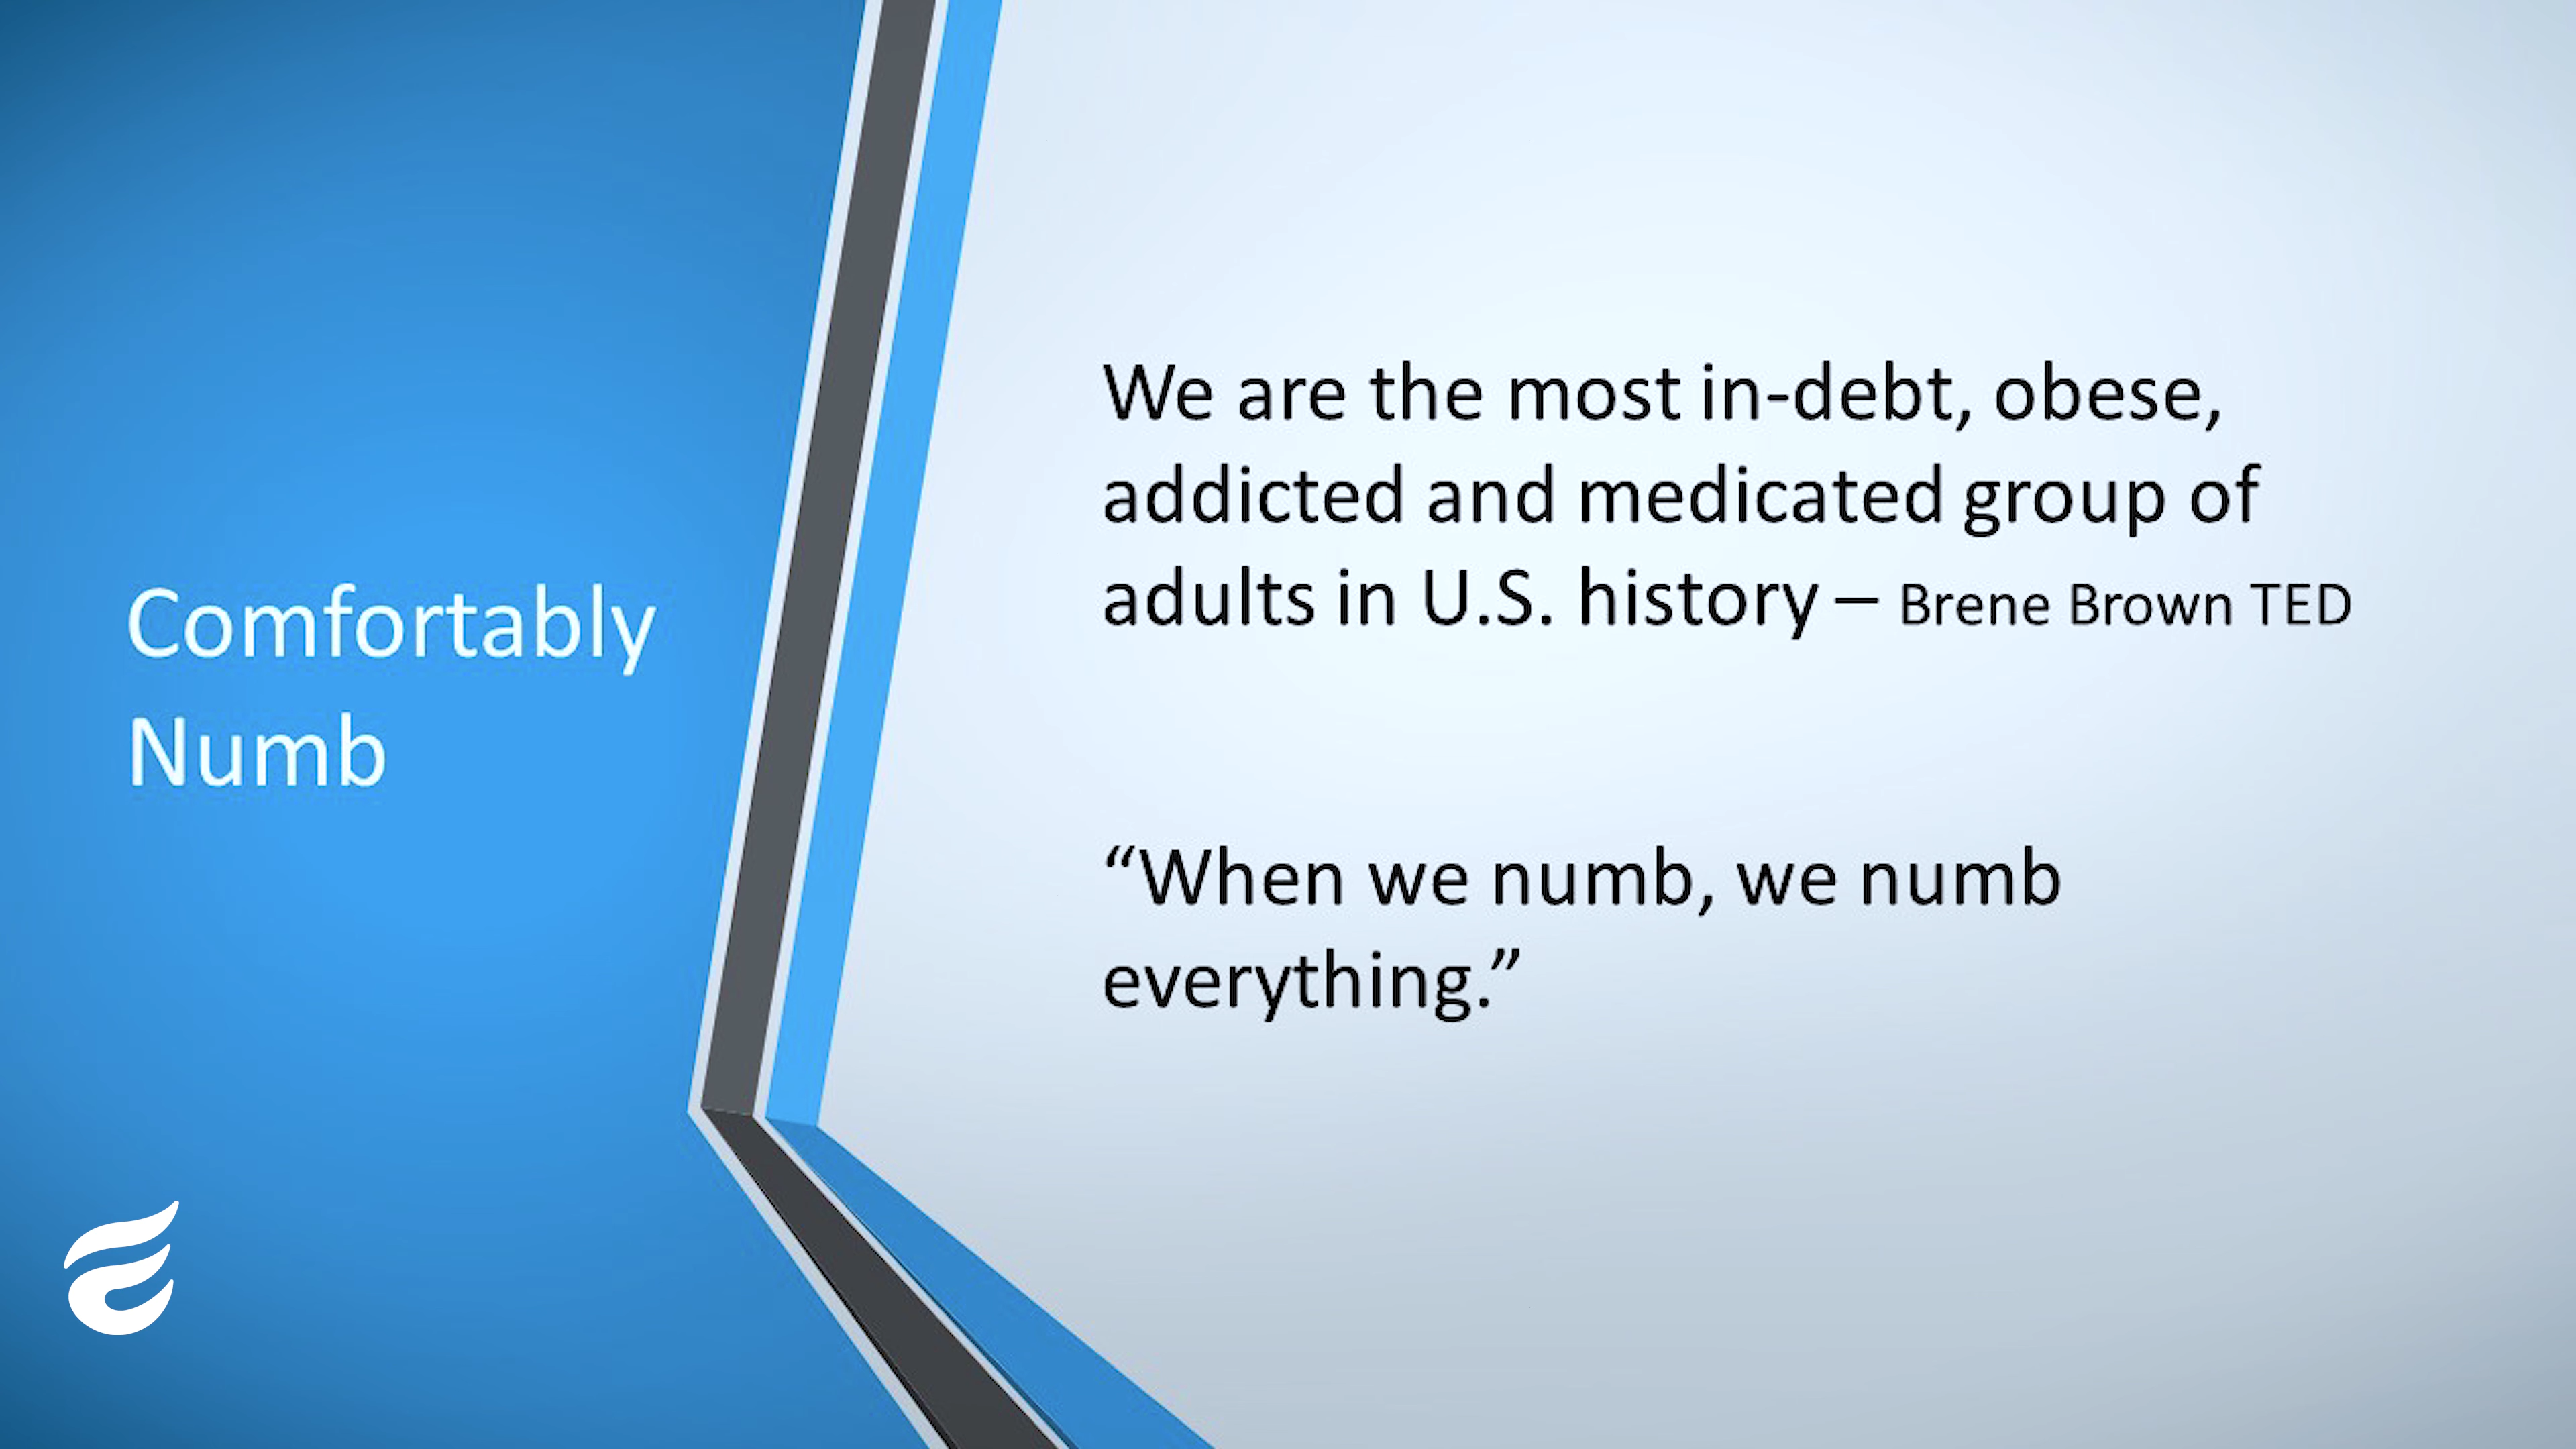 Comfortably
Numb
We are the most in-debt, obese,
addicted and medicated group of
adults in U.S. history – Brene Brown TED
“When we numb, we numb
everything.”